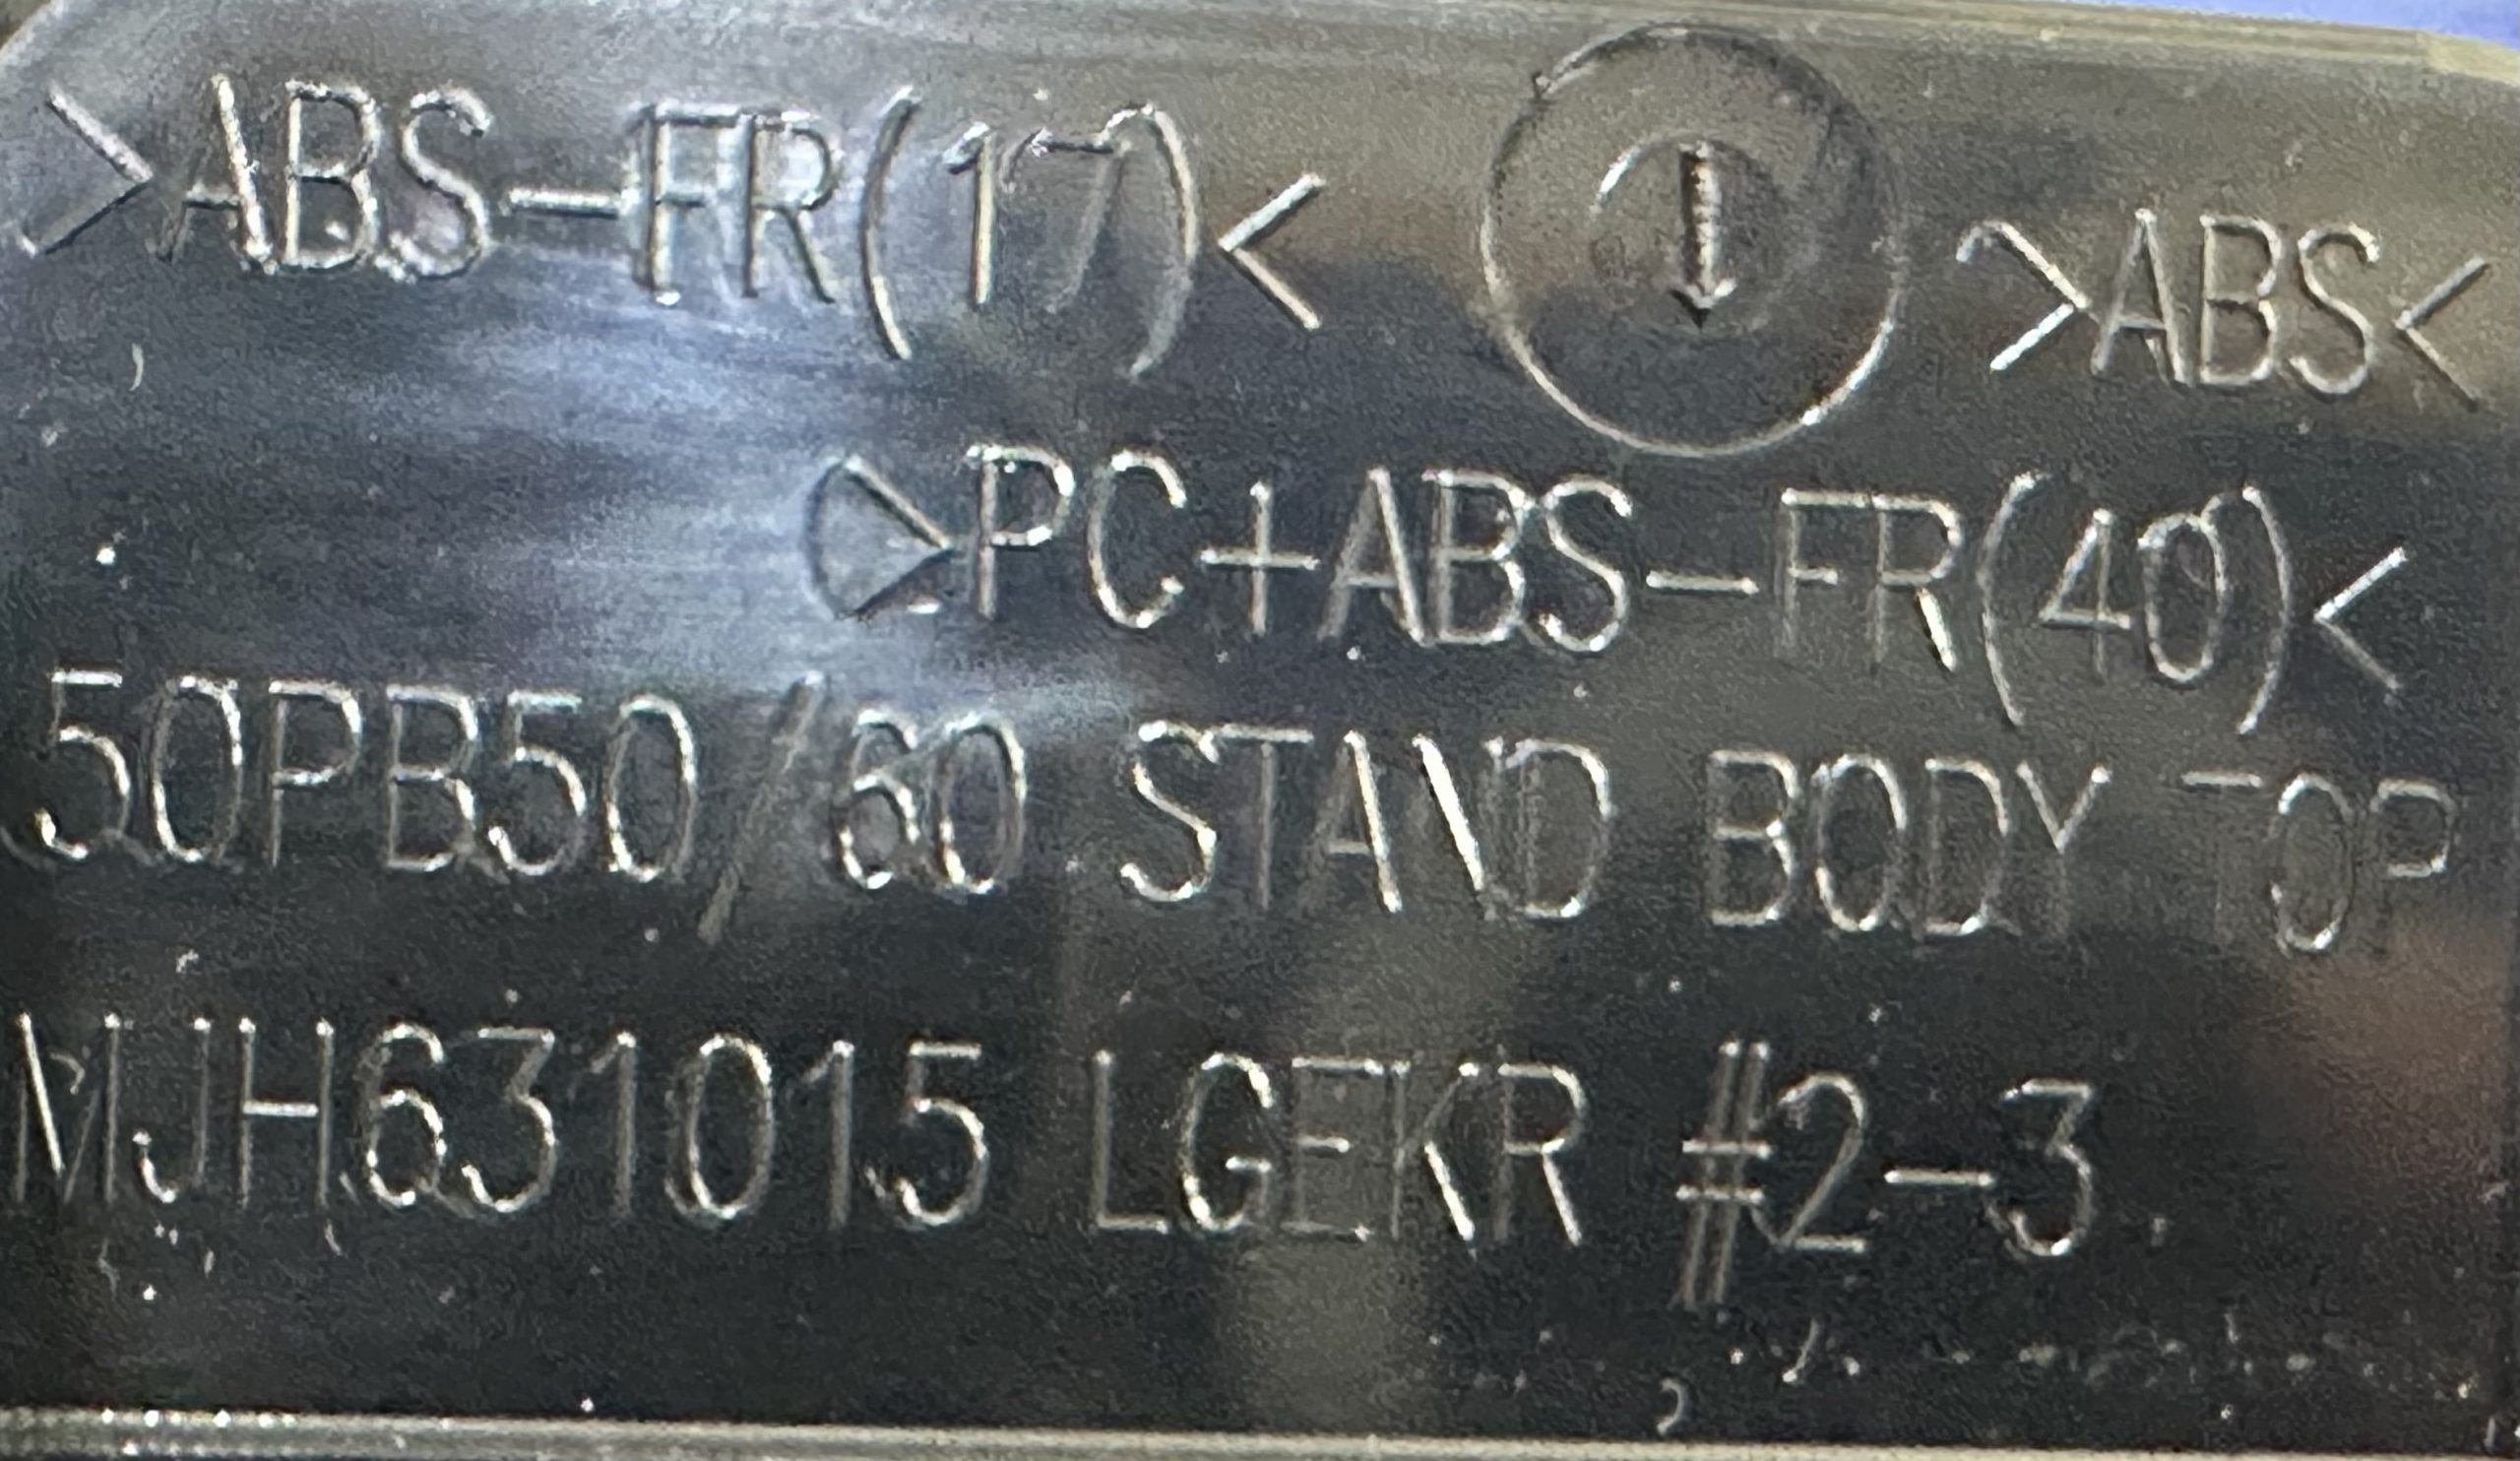 >ABS-FR(17)< >ABS<
>PC+ABS-FR(40)<
50PB50/60 STAND BODY TOP
MJH631015 LGEKR #2-3